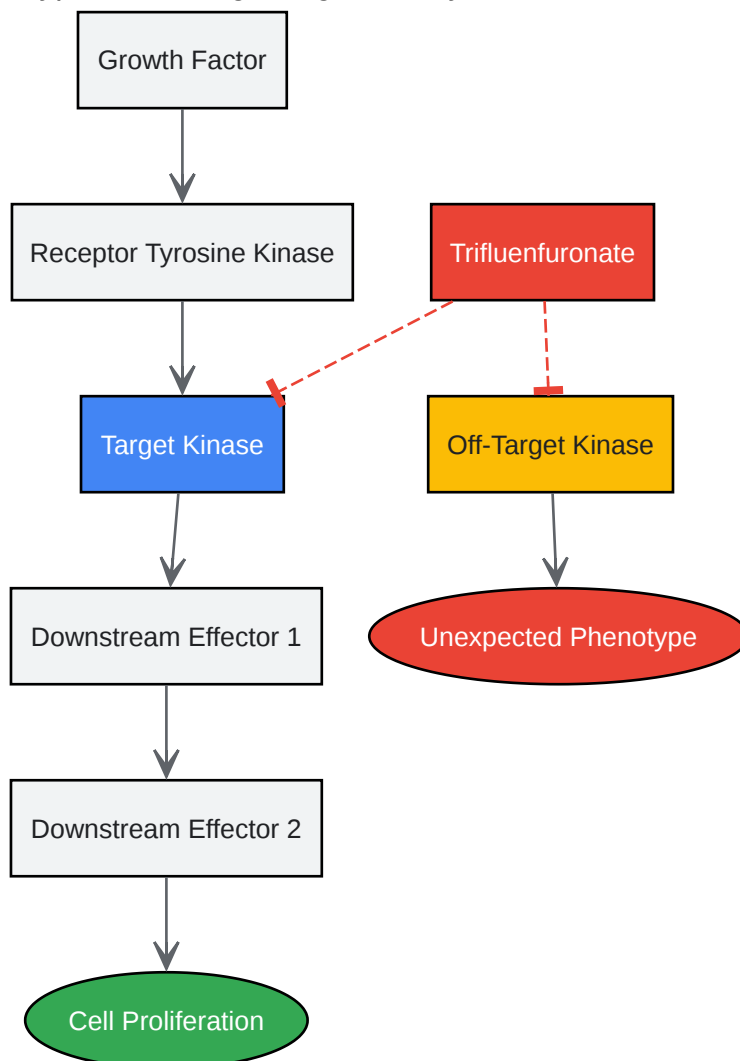 Growth Factor
Receptor Tyrosine Kinase
Trifluenfuronate
Target Kinase
Off-Target Kinase
Downstream Effector 1
Unexpected Phenotype
Downstream Effector 2
Cell Proliferation